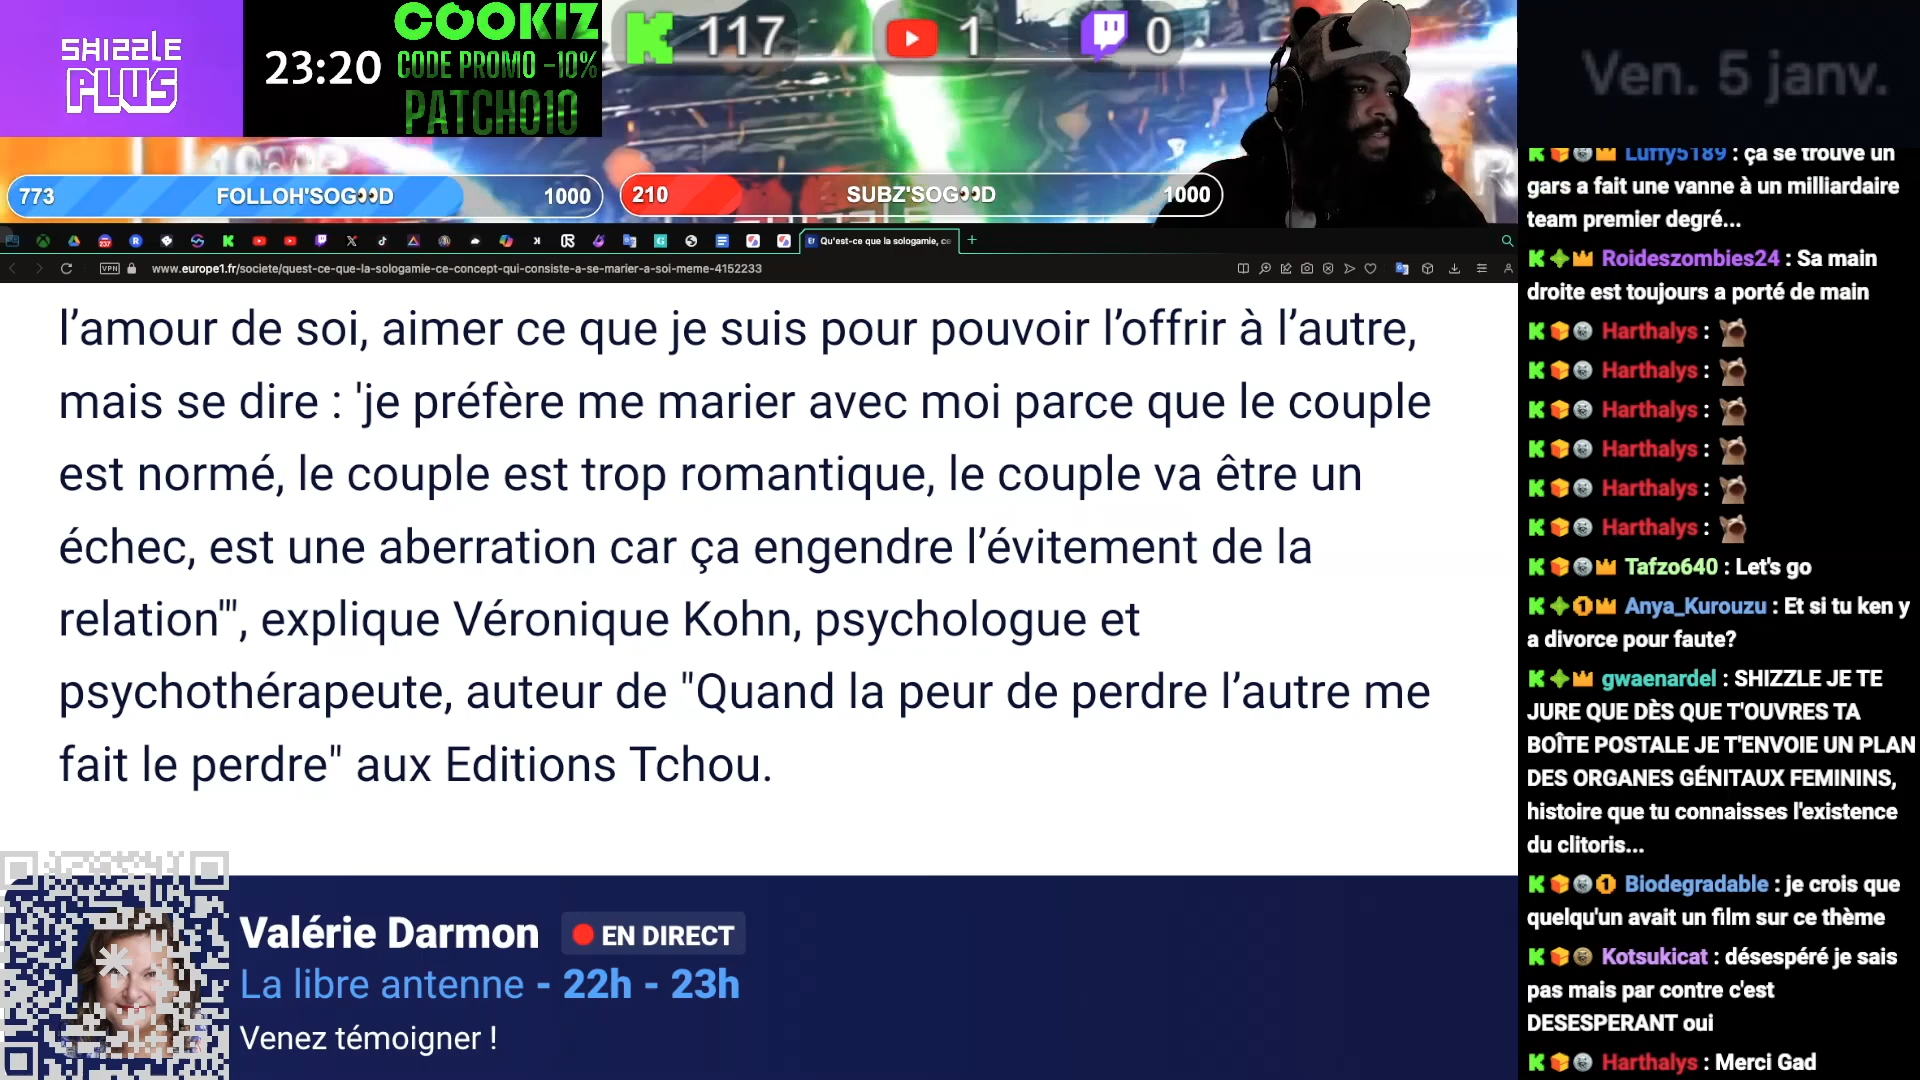 SHIZZLE
PLUS
23:20
COOKIZ
CODE PROMO -10%
PATCHO10
117
1
0
773
FOLLOH'SOG👀D
1000
210
SUBZ'SOG👀D
1000
Qu'est-ce que la sologamie, ce
VPN
www.europe1.fr/societe/quest-ce-que-la-sologamie-ce-concept-qui-consiste-a-se-marier-a-soi-meme-4152233
l’amour de soi, aimer ce que je suis pour pouvoir l’offrir à l’autre,
mais se dire : 'je préfère me marier avec moi parce que le couple
est normé, le couple est trop romantique, le couple va être un
échec, est une aberration car ça engendre l’évitement de la
relation'", explique Véronique Kohn, psychologue et
psychothérapeute, auteur de "Quand la peur de perdre l’autre me
fait le perdre" aux Editions Tchou.
Valérie Darmon
EN DIRECT
La libre antenne - 22h - 23h
Venez témoigner !
Ven. 5 janv.
Luffy5189 : ça se trouve un
gars a fait une vanne à un milliardaire
team premier degré...
Roideszombies24 : Sa main
droite est toujours a porté de main
Harthalys :
Harthalys :
Harthalys :
Harthalys :
Harthalys :
Harthalys :
Tafzo640 : Let's go
Anya_Kurouzu : Et si tu ken y
a divorce pour faute?
gwaenardel : SHIZZLE JE TE
JURE QUE DÈS QUE T'OUVRES TA
BOÎTE POSTALE JE T'ENVOIE UN PLAN
DES ORGANES GÉNITAUX FEMININS,
histoire que tu connaisses l'existence
du clitoris...
Biodegradable : je crois que
quelqu'un avait un film sur ce thème
Kotsukicat : désespéré je sais
pas mais par contre c'est
DESESPERANT oui
Harthalys : Merci Gad